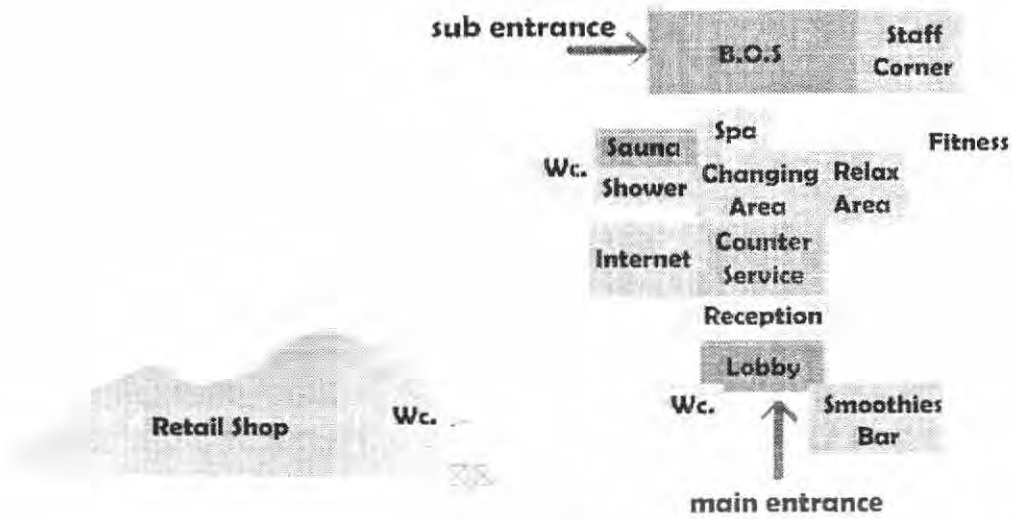 sub entrance
B.O.S
Staff
Corner
Spa
Fitness
Sauna
Wc.
Shower
Changing
Area
Relax
Area
Internet
Counter
Service
Reception
Lobby
Wc.
Smoothies
Bar
Retail Shop
Wc.
main entrance